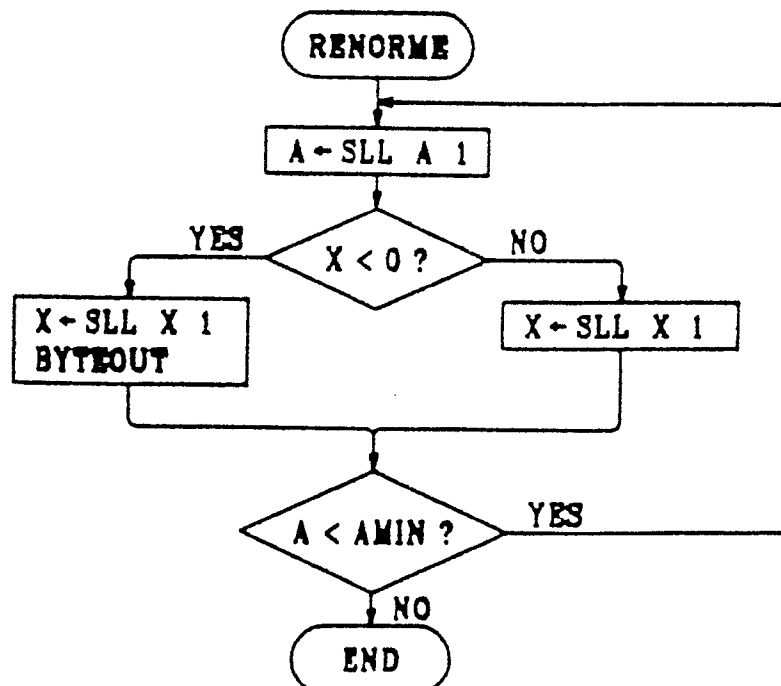 RENORME
A←SLL A 1
YES
X < 0 ?
NO
X←SLL X 1
BYTEOUT
X←SLL X 1
A < AMIN ?
YES
NO
END